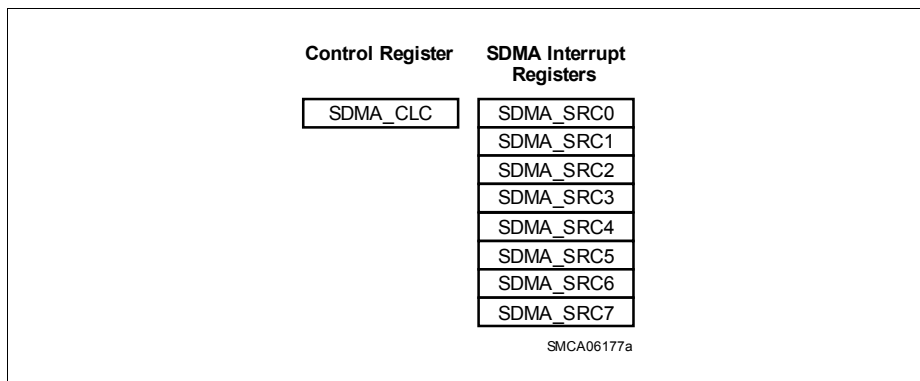 Control Register
SDMA Interrupt
Registers
SDMA_CLC
SDMA_SRC0
SDMA_SRC1
SDMA_SRC2
SDMA_SRC3
SDMA_SRC4
SDMA_SRC5
SDMA_SRC6
SDMA_SRC7
SMCA06177a